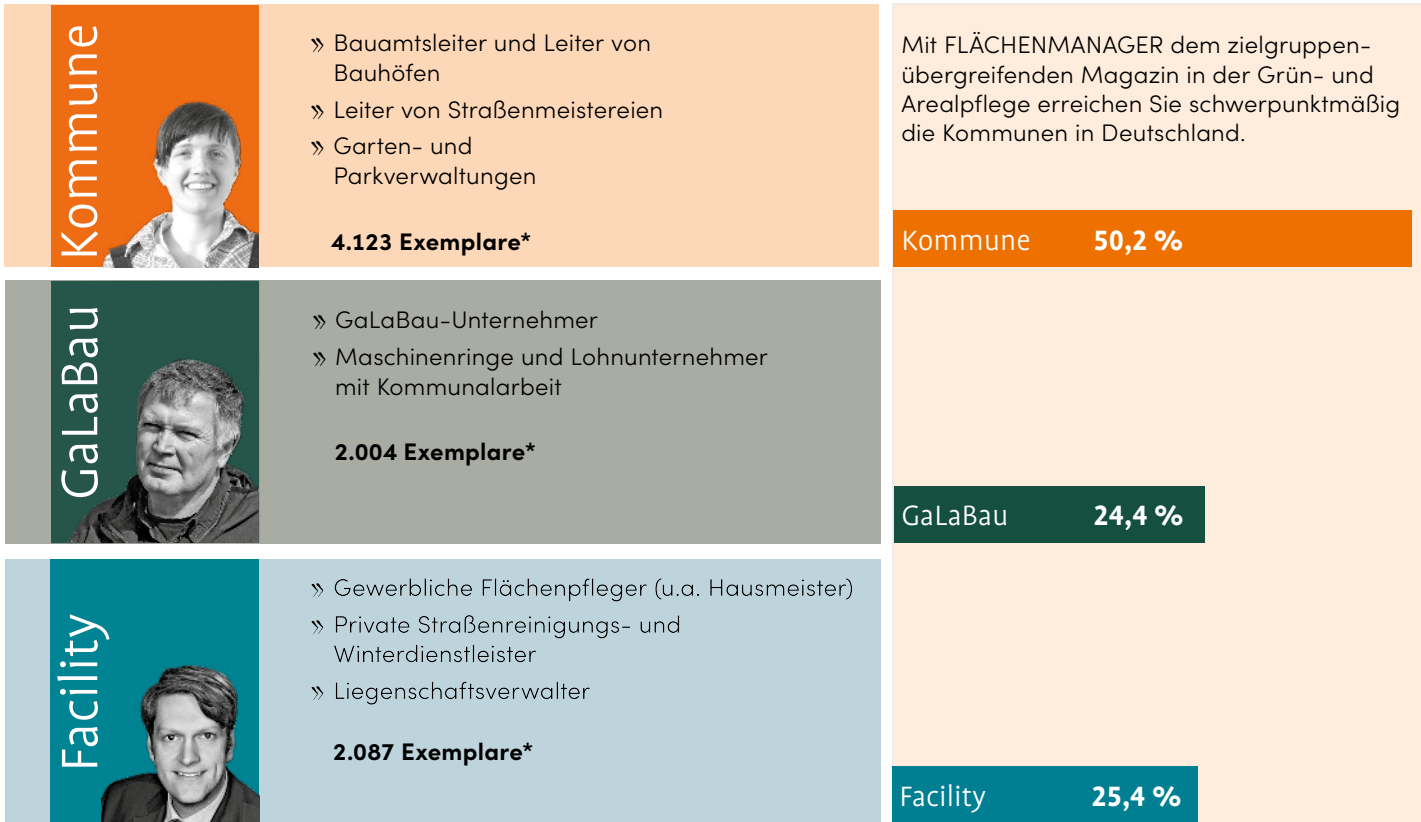 Kommune
» Bauamtsleiter und Leiter von
Bauhöfen
» Leiter von Straßenmeistereien
» Garten- und
Parkverwaltungen
4.123 Exemplare*
GaLaBau
» GaLaBau-Unternehmer
» Maschinenringe und Lohnunternehmer
mit Kommunalarbeit
2.004 Exemplare*
Facility
» Gewerbliche Flächenpfleger (u.a. Hausmeister)
» Private Straßenreinigungs- und
Winterdienstleister
» Liegenschaftsverwalter
2.087 Exemplare*
Mit FLÄCHENMANAGER dem zielgruppen-
übergreifenden Magazin in der Grün- und
Arealpflege erreichen Sie schwerpunktmäßig
die Kommunen in Deutschland.
Kommune 50,2 %
GaLaBau 24,4 %
Facility 25,4 %